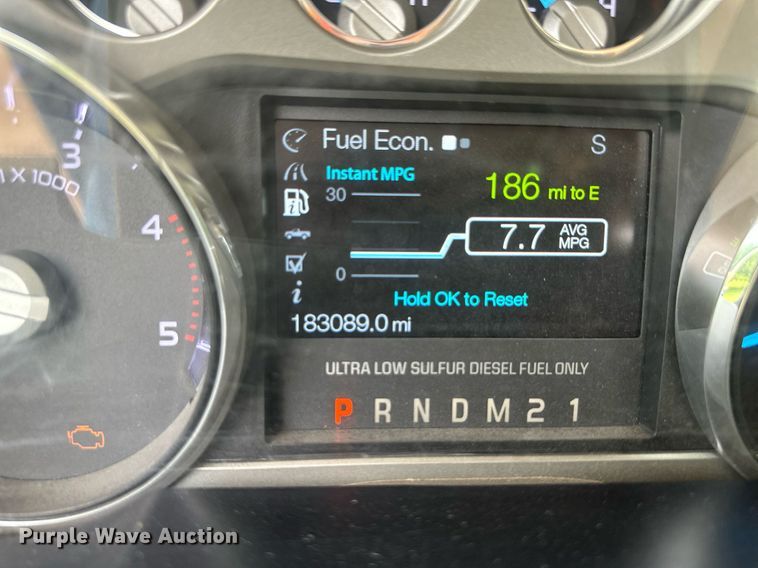 Fuel Econ.
S
Instant MPG
186 mi to E
30
7.7 AVG MPG
0
Hold OK to Reset
183089.0 mi
3
X 1000
4
5
ULTRA LOW SULFUR DIESEL FUEL ONLY
P R N D M 2 1
Purple Wave Auction